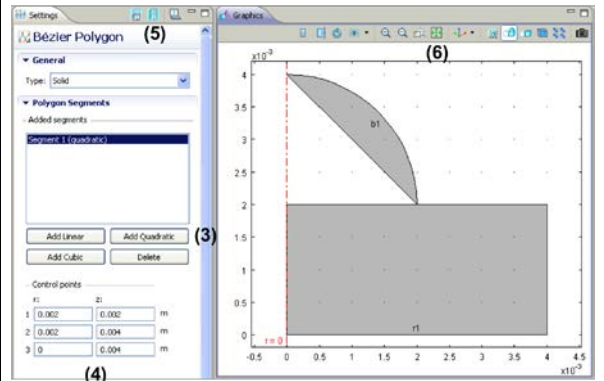 Settings
Bézier Polygon
(5)
General
Type: Solid
Polygon Segments
Added segments
Segment 1 (quadratic)
Add Linear
Add Quadratic
(3)
Add Cubic
Delete
Control points
r: z:
1 0.002 0.002 m
2 0.002 0.004 m
3 0 0.004 m
(4)
Graphics
(6)
x10-3
4
3.5
3
2.5
2
1.5
1
0.5
0
b1
r1
r=0
-0.5 0 0.5 1 1.5 2 2.5 3 3.5 4 4.5
x10-3